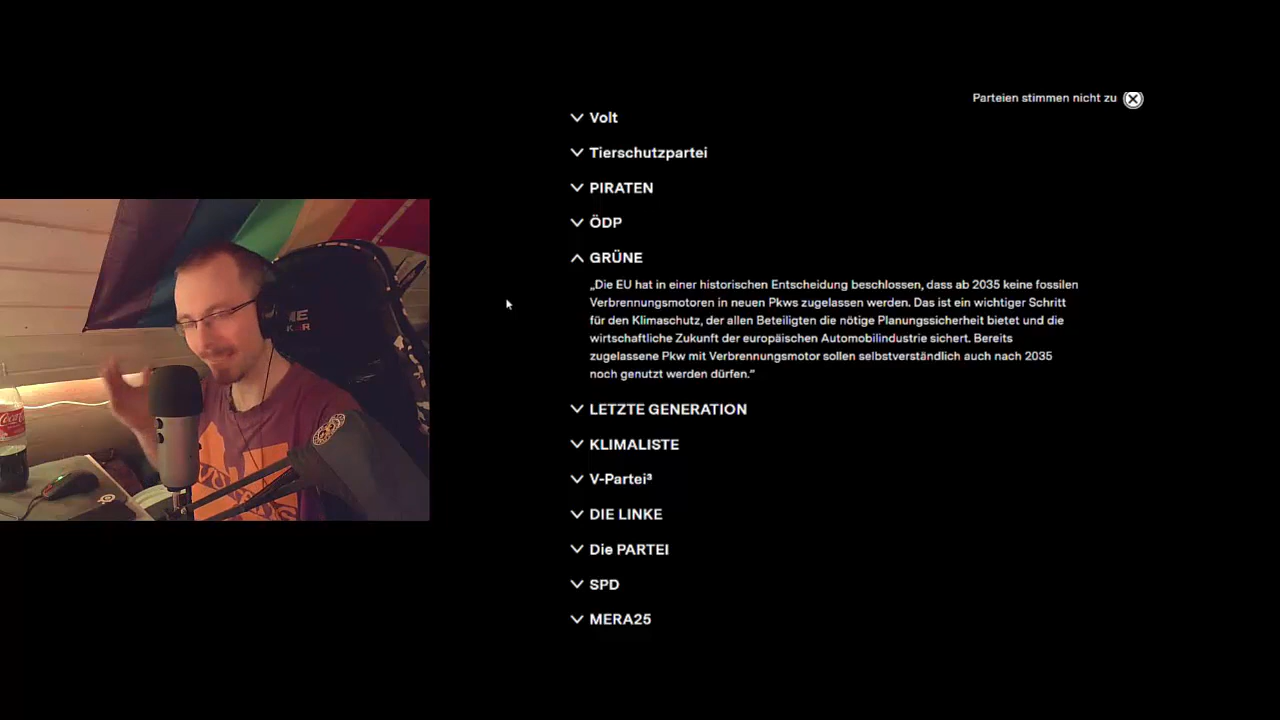 Parteien stimmen nicht zu
Volt
Tierschutzpartei
PIRATEN
ÖDP
GRÜNE
„Die EU hat in einer historischen Entscheidung beschlossen, dass ab 2035 keine fossilen
Verbrennungsmotoren in neuen Pkws zugelassen werden. Das ist ein wichtiger Schritt
für den Klimaschutz, der allen Beteiligten die nötige Planungssicherheit bietet und die
wirtschaftliche Zukunft der europäischen Automobilindustrie sichert. Bereits
zugelassene Pkw mit Verbrennungsmotor sollen selbstverständlich auch nach 2035
noch genutzt werden dürfen.“
LETZTE GENERATION
KLIMALISTE
V-Partei³
DIE LINKE
Die PARTEI
SPD
MERA25